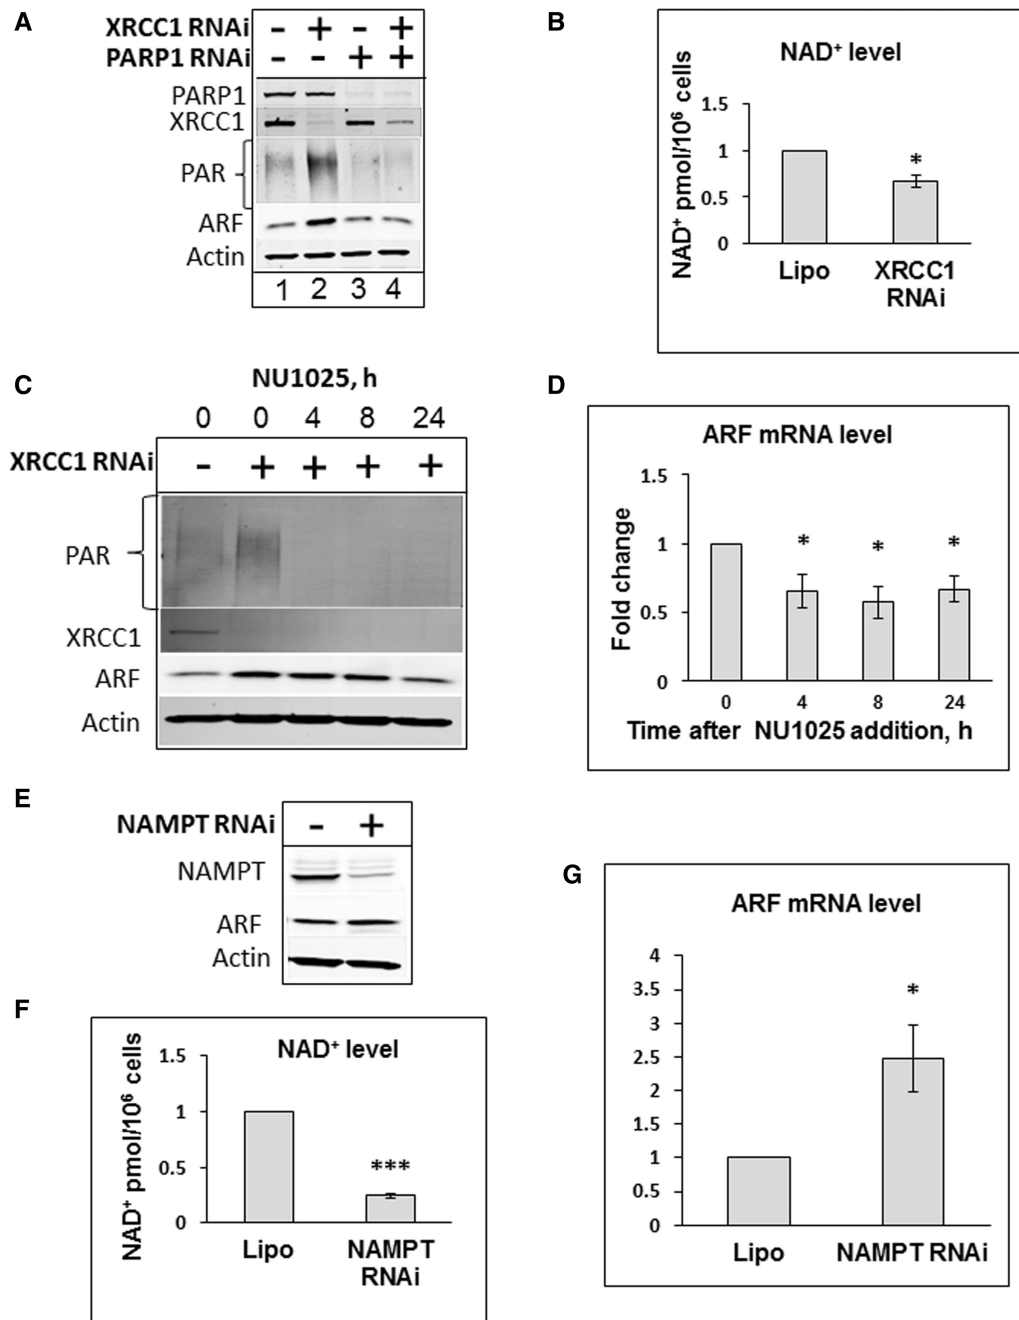 A
XRCC1 RNAi - + - +
PARP1 RNAi - - + +
PARP1
XRCC1
PAR
ARF
Actin
1 2 3 4
B
NAD⁺ level
NAD⁺ pmol/10⁶ cells
1.5
1
0.5
0
*
Lipo XRCC1
RNAi
C
NU1025, h
0 0 4 8 24
XRCC1 RNAi - + + + +
PAR
XRCC1
ARF
Actin
D
ARF mRNA level
Fold change
1.5
1
0.5
0
* * *
0 4 8 24
Time after NU1025 addition, h
E
NAMPT RNAi - +
NAMPT
ARF
Actin
F
NAD⁺ level
NAD⁺ pmol/10⁶ cells
1.5
1
0.5
0
***
Lipo NAMPT
RNAi
G
ARF mRNA level
4
3.5
3
2.5
2
1.5
1
0.5
0
*
Lipo NAMPT RNAi